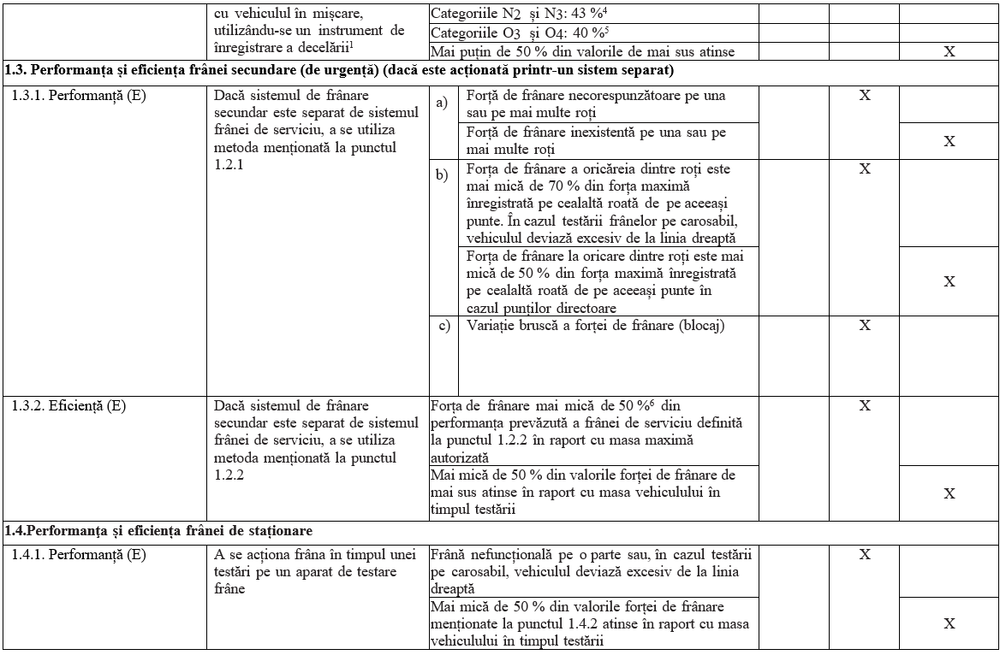 cu vehiculul în mișcare,
utilizându-se un instrument de
înregistrare a decelării1
Categoriile N2 și N3: 43 %4
Categoriile O3 și O4: 40 %5
Mai puțin de 50 % din valorile de mai sus atinse
X
1.3. Performanța și eficiența frânei secundare (de urgență) (dacă este acționată printr-un sistem separat)
1.3.1. Performanță (E)
Dacă sistemul de frânare
secundar este separat de sistemul
frânei de serviciu, a se utiliza
metoda menționată la punctul
1.2.1
a)
Forță de frânare necorespunzătoare pe una
sau pe mai multe roți
X
Forță de frânare inexistentă pe una sau pe
mai multe roți
X
b)
Forța de frânare a oricăreia dintre roți este
mai mică de 70 % din forța maximă
înregistrată pe cealaltă roată de pe aceeași
punte. În cazul testării frânelor pe carosabil,
vehiculul deviază excesiv de la linia dreaptă
X
Forța de frânare la oricare dintre roți este mai
mică de 50 % din forța maximă înregistrată
pe cealaltă roată de pe aceeași punte în
cazul punților directoare
X
c)
Variație bruscă a forței de frânare (blocaj)
X
1.3.2. Eficiență (E)
Dacă sistemul de frânare
secundar este separat de sistemul
frânei de serviciu, a se utiliza
metoda menționată la punctul
1.2.2
Forța de frânare mai mică de 50 %6 din
performanța prevăzută a frânei de serviciu definită
la punctul 1.2.2 în raport cu masa maximă
autorizată
X
Mai mică de 50 % din valorile forței de frânare de
mai sus atinse în raport cu masa vehiculului în
timpul testării
X
1.4.Performanța și eficiența frânei de staționare
1.4.1. Performanță (E)
A se acționa frâna în timpul unei
testări pe un aparat de testare
frâne
Frână nefuncțională pe o parte sau, în cazul testării
pe carosabil, vehiculul deviază excesiv de la linia
dreaptă
X
Mai mică de 50 % din valorile forței de frânare
menționate la punctul 1.4.2 atinse în raport cu masa
vehiculului în timpul testării
X